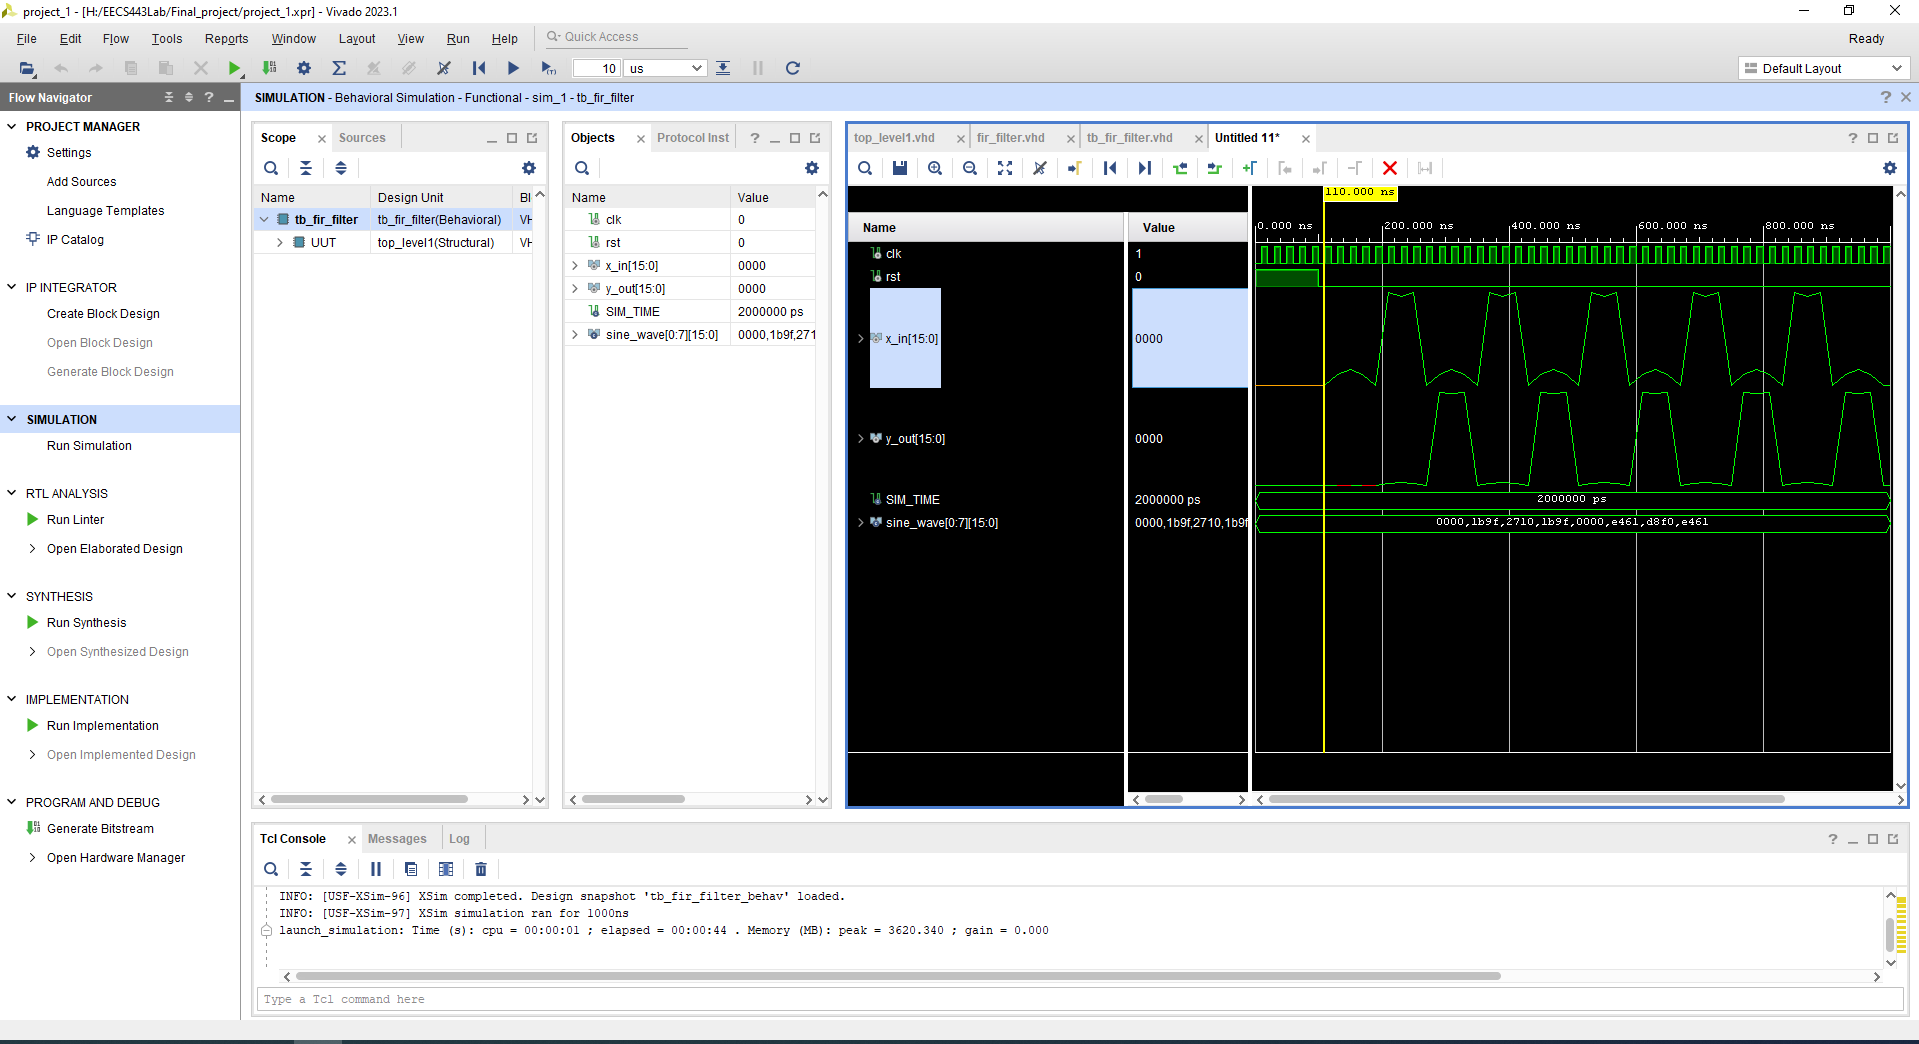 project_1 - [H:/EECS443Lab/Final_project/project_1.xpr] - Vivado 2023.1
File Edit Flow Tools Reports Window Layout View Run Help Quick Access Ready
10 us Default Layout
Flow Navigator
SIMULATION - Behavioral Simulation - Functional - sim_1 - tb_fir_filter
PROJECT MANAGER
Settings
Add Sources
Language Templates
IP Catalog
IP INTEGRATOR
Create Block Design
Open Block Design
Generate Block Design
SIMULATION
Run Simulation
RTL ANALYSIS
Run Linter
Open Elaborated Design
SYNTHESIS
Run Synthesis
Open Synthesized Design
IMPLEMENTATION
Run Implementation
Open Implemented Design
PROGRAM AND DEBUG
Generate Bitstream
Open Hardware Manager
Scope Sources
Name Design Unit Bl
tb_fir_filter tb_fir_filter(Behavioral) VH
UUT top_level1(Structural) VH
Objects Protocol Inst
Name Value
clk 0
rst 0
x_in[15:0] 0000
y_out[15:0] 0000
SIM_TIME 2000000 ps
sine_wave[0:7][15:0] 0000,1b9f,271
top_level1.vhd fir_filter.vhd tb_fir_filter.vhd Untitled 11*
110.000 ns
Name Value 0.000 ns 200.000 ns 400.000 ns 600.000 ns 800.000 ns
clk 1
rst 0
x_in[15:0] 0000
y_out[15:0] 0000
SIM_TIME 2000000 ps 2000000 ps
sine_wave[0:7][15:0] 0000,1b9f,2710,1b9f 0000,1b9f,2710,1b9f,0000,e461,d8f0,e461
Tcl Console Messages Log
INFO: [USF-XSim-96] XSim completed. Design snapshot 'tb_fir_filter_behav' loaded.
INFO: [USF-XSim-97] XSim simulation ran for 1000ns
launch_simulation: Time (s): cpu = 00:00:01 ; elapsed = 00:00:44 . Memory (MB): peak = 3620.340 ; gain = 0.000
Type a Tcl command here